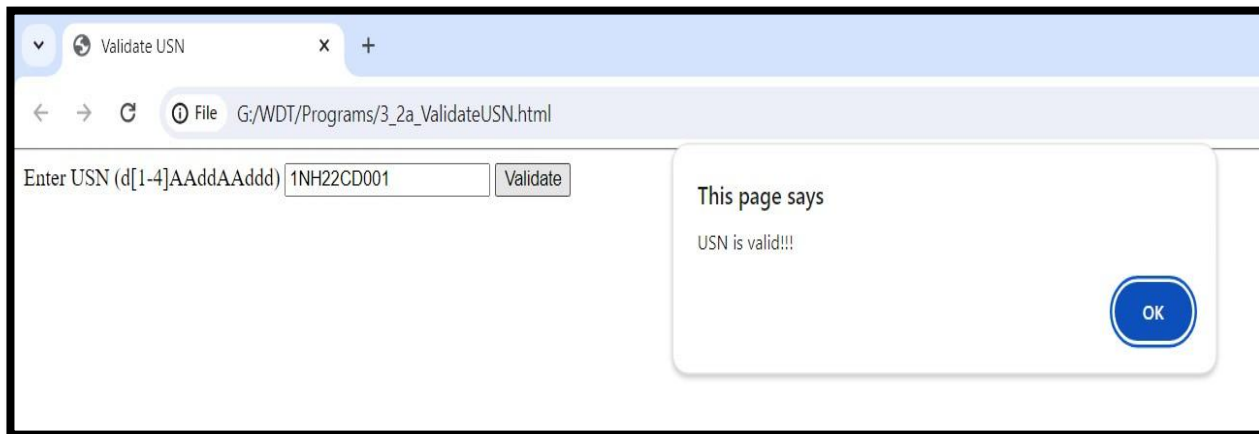 Validate USN
File G:/WDT/Programs/3_2a_ValidateUSN.html
Enter USN (d[1-4]AAddAAddd) 1NH22CD001 Validate
This page says
USN is valid!!!
OK